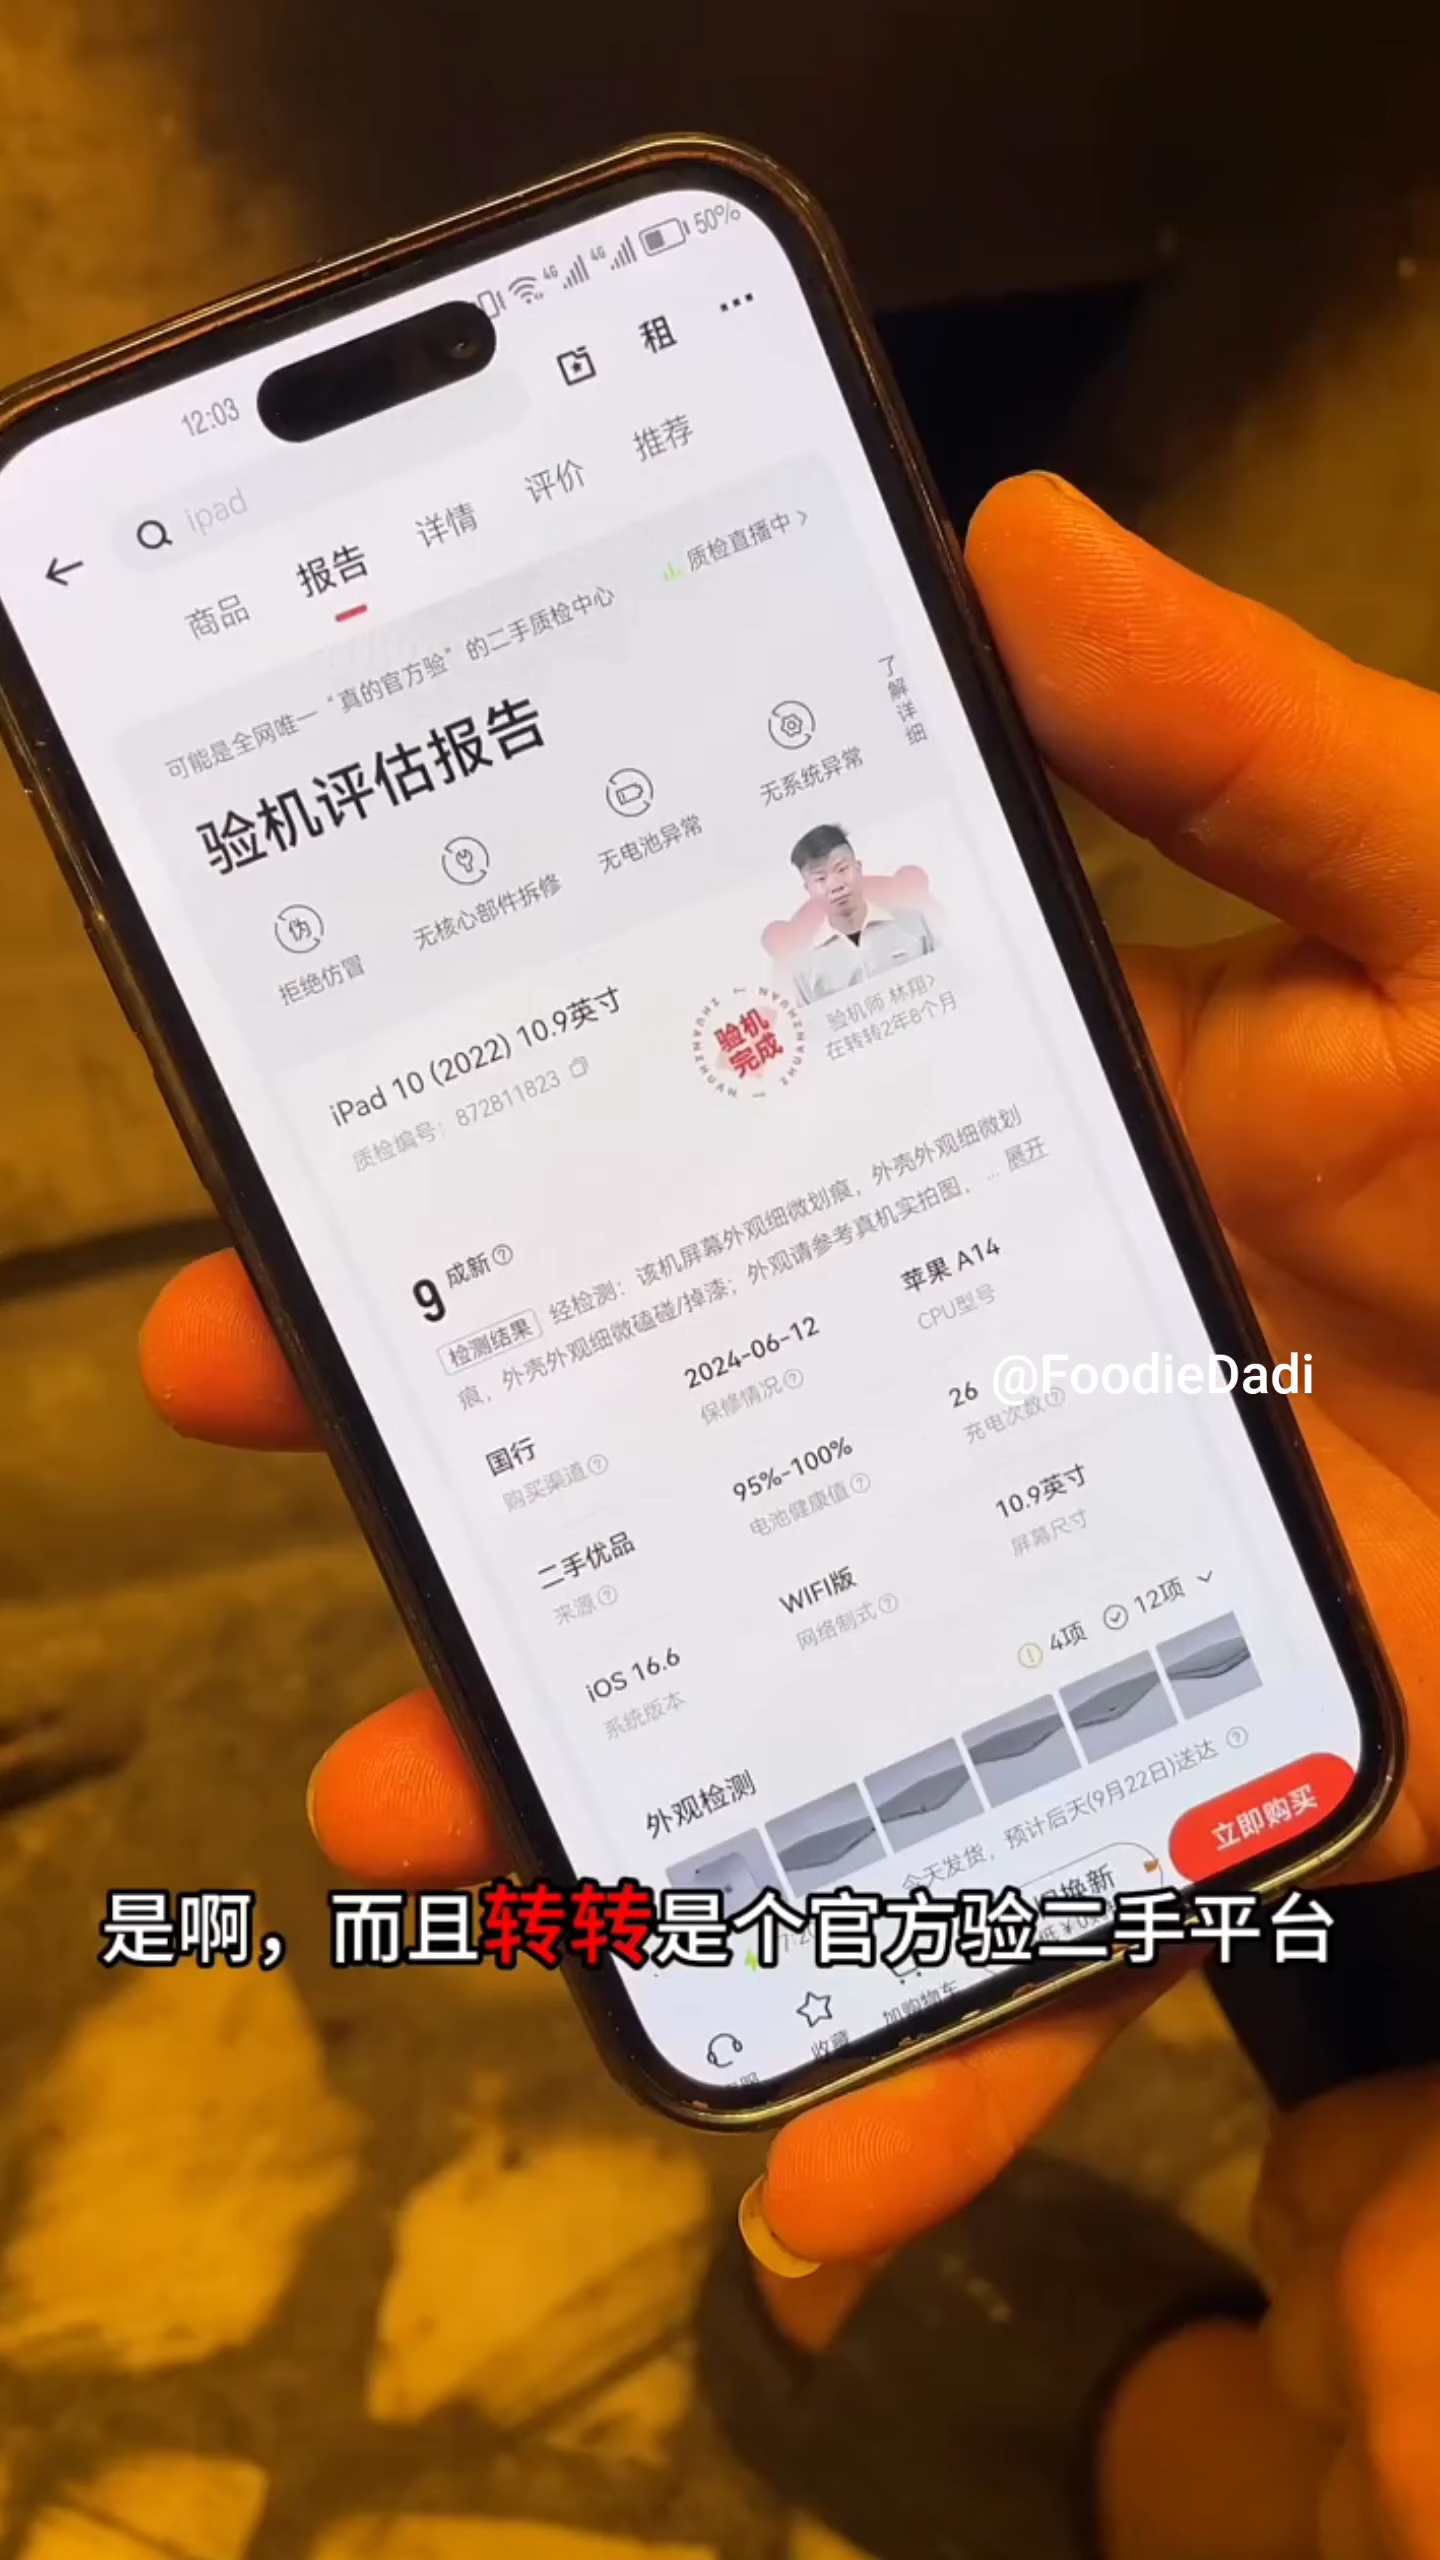 12:03
4G 4G 50%
ipad
租
商品 报告 详情 评价 推荐
可能是全网唯一“真的官方验”的二手质检中心
质检直播中 >
验机评估报告
了解详细
伪
拒绝仿冒 无核心部件拆修 无电池异常 无系统异常
iPad 10 (2022) 10.9英寸
质检编号: 872811823
验机
完成
ZHUANZHUAN
验机师 林翔>
在转转2年8个月
9成新
检测结果 经检测：该机屏幕外观细微划痕，外壳外观细微划
痕，外壳外观细微磕碰/掉漆；外观请参考真机实拍图， ... 展开
国行 2024-06-12 苹果 A14
购买渠道 保修情况 CPU型号
二手优品 95%-100% 26
来源 电池健康值 充电次数
iOS 16.6 WIFI版 10.9英寸
系统版本 网络制式 屏幕尺寸
外观检测 4项 12项
今天发货，预计后天(9月22日)送达
立即购买
收藏
加购物车
@FoodieDadi
是啊，而且转转是个官方验二手平台